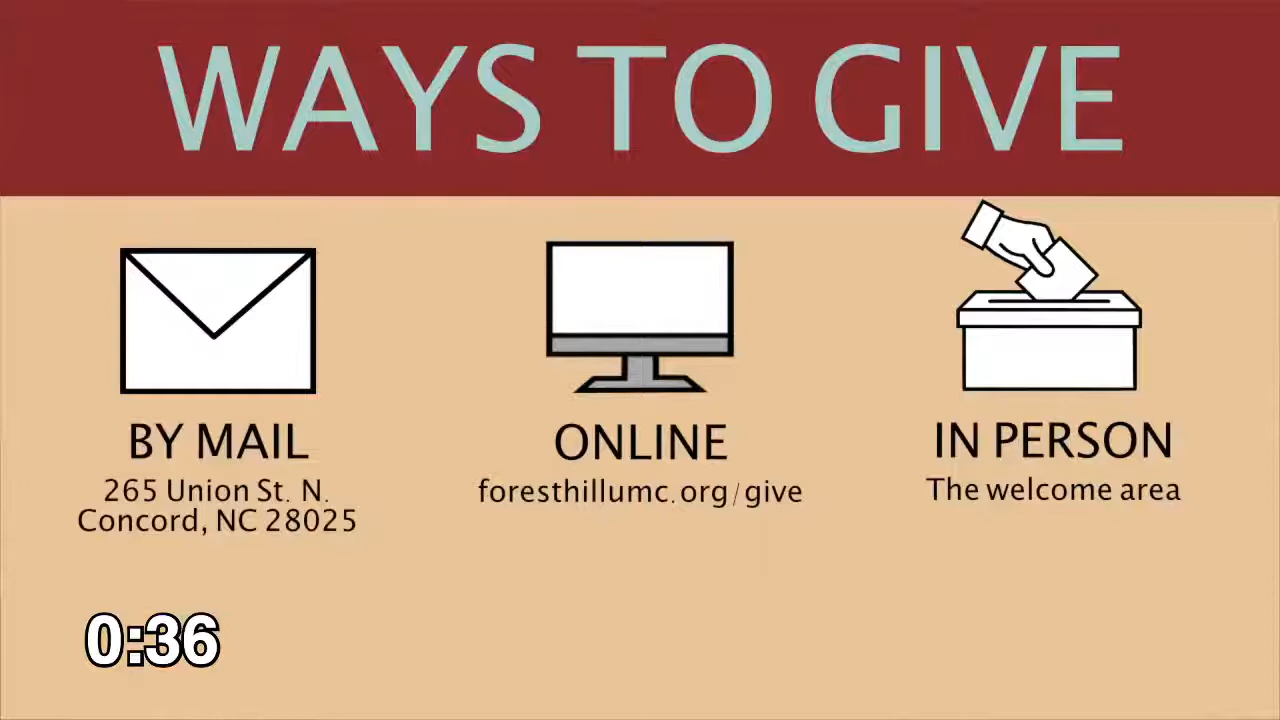 WAYS TO GIVE
BY MAIL
265 Union St. N.
Concord, NC 28025
ONLINE
foresthillumc.org/give
IN PERSON
The welcome area
0:36